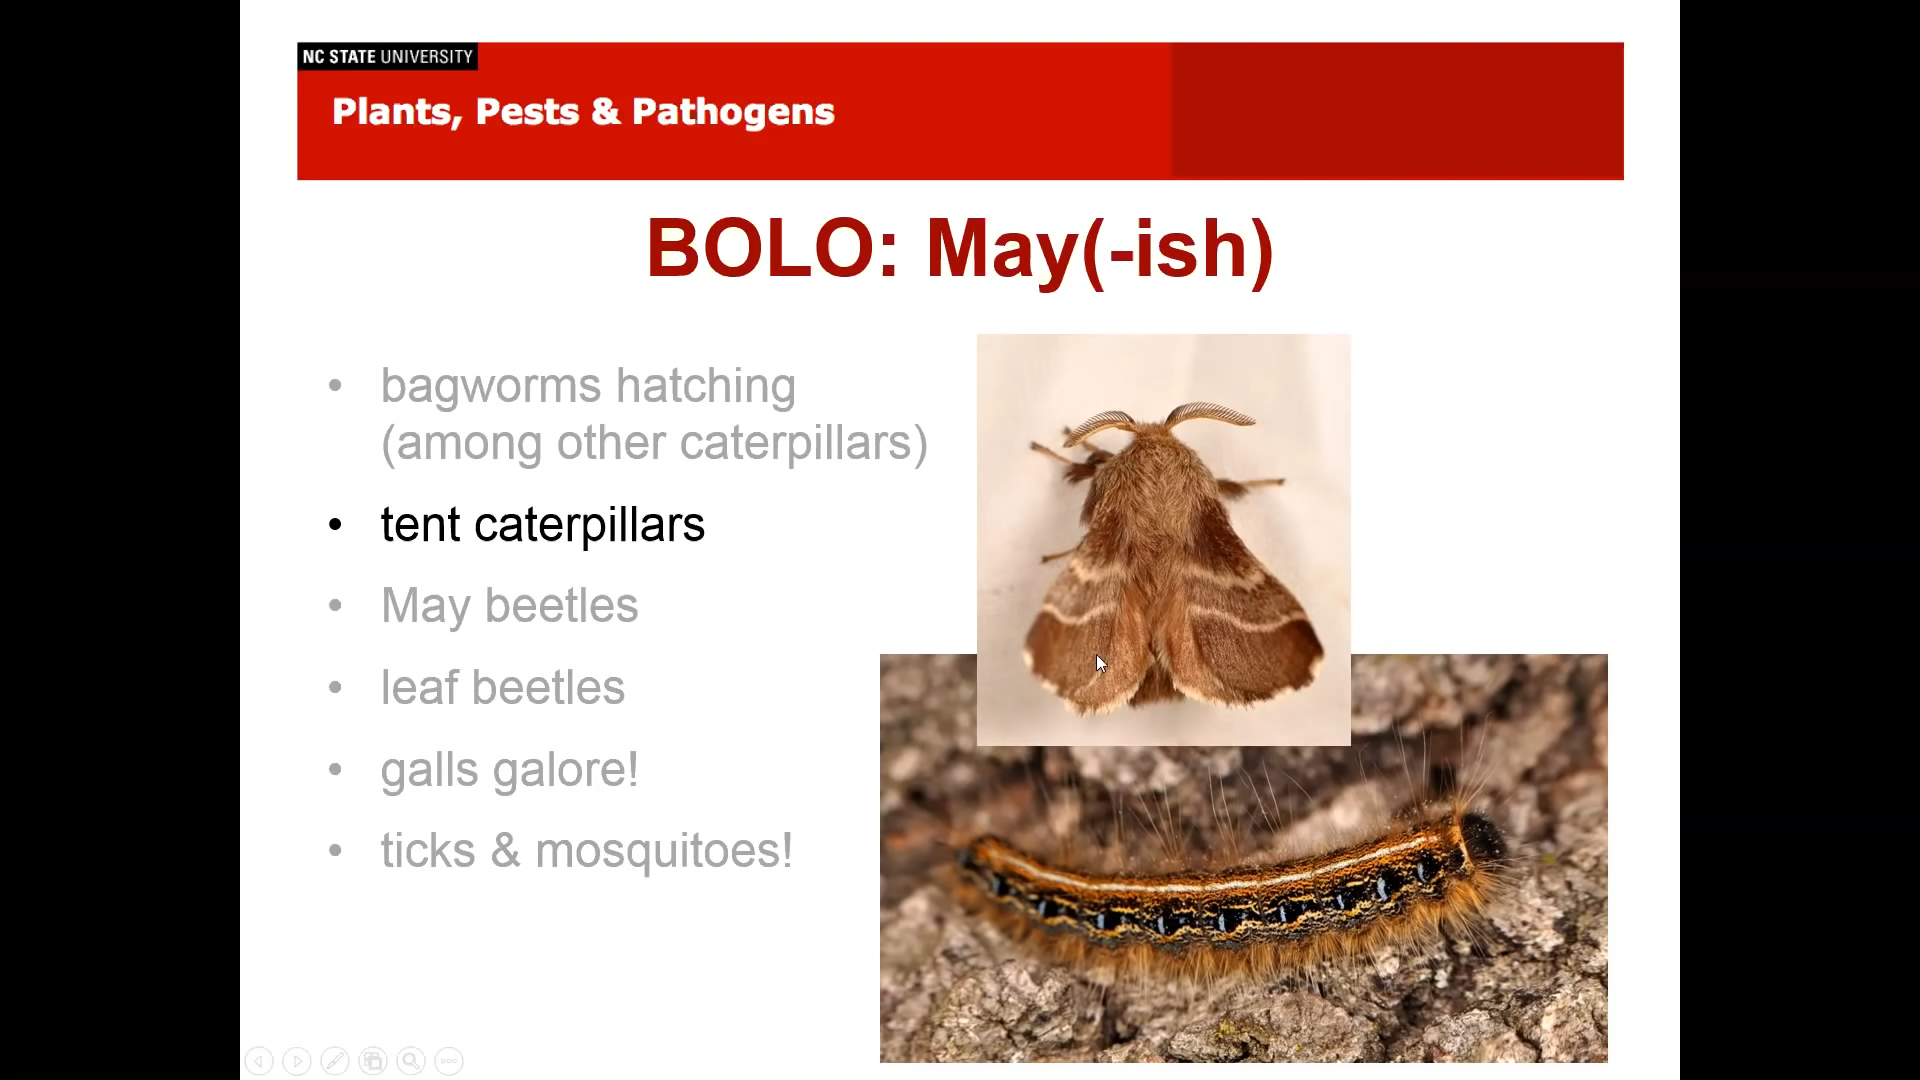 NC STATE UNIVERSITY
Plants, Pests & Pathogens
BOLO: May(-ish)
• bagworms hatching
(among other caterpillars)
• tent caterpillars
• May beetles
• leaf beetles
• galls galore!
• ticks & mosquitoes!